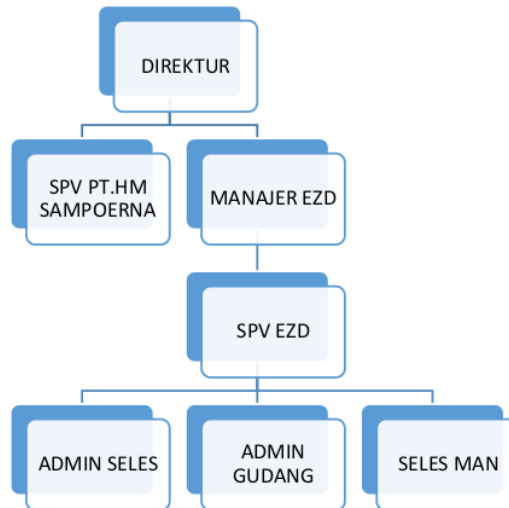 DIREKTUR
SPV PT.HM
SAMPOERNA
MANAJER EZD
SPV EZD
ADMIN SELES
ADMIN
GUDANG
SELES MAN